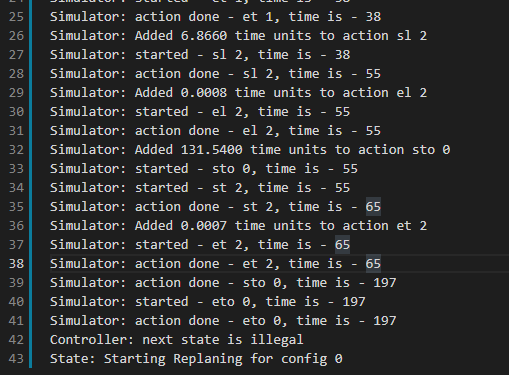 24 Simulator: started - et 1, time is - 38
25 Simulator: action done - et 1, time is - 38
26 Simulator: Added 6.8660 time units to action sl 2
27 Simulator: started - sl 2, time is - 38
28 Simulator: action done - sl 2, time is - 55
29 Simulator: Added 0.0008 time units to action el 2
30 Simulator: started - el 2, time is - 55
31 Simulator: action done - el 2, time is - 55
32 Simulator: Added 131.5400 time units to action sto 0
33 Simulator: started - sto 0, time is - 55
34 Simulator: started - st 2, time is - 55
35 Simulator: action done - st 2, time is - 65
36 Simulator: Added 0.0007 time units to action et 2
37 Simulator: started - et 2, time is - 65
38 Simulator: action done - et 2, time is - 65
39 Simulator: action done - sto 0, time is - 197
40 Simulator: started - eto 0, time is - 197
41 Simulator: action done - eto 0, time is - 197
42 Controller: next state is illegal
43 State: Starting Replaning for config 0